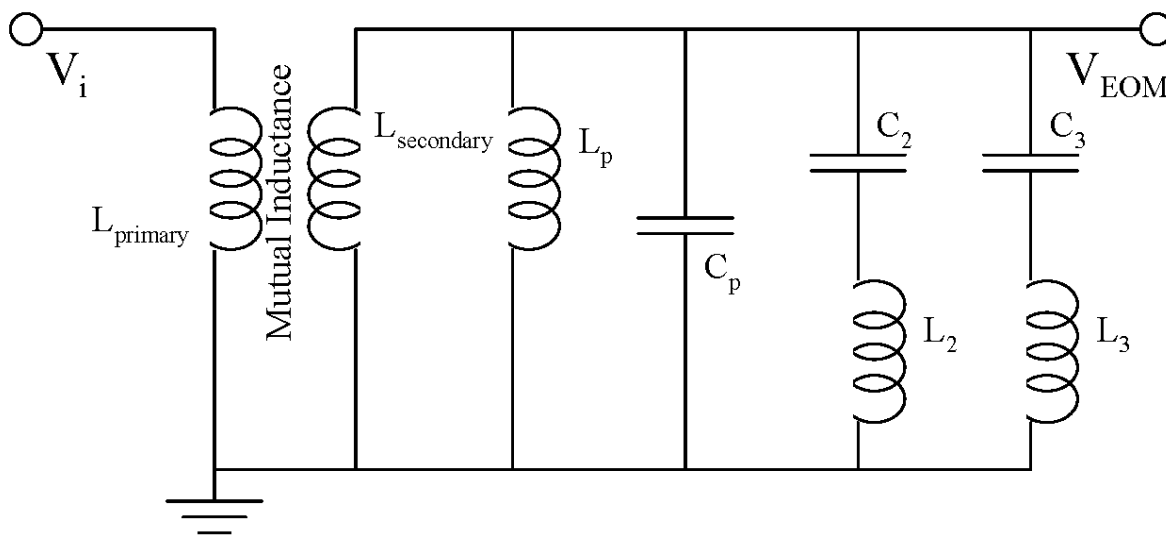 V_i
L_primary
Mutual Inductance
L_secondary
L_p
C_p
C_2
L_2
C_3
L_3
V_EOM